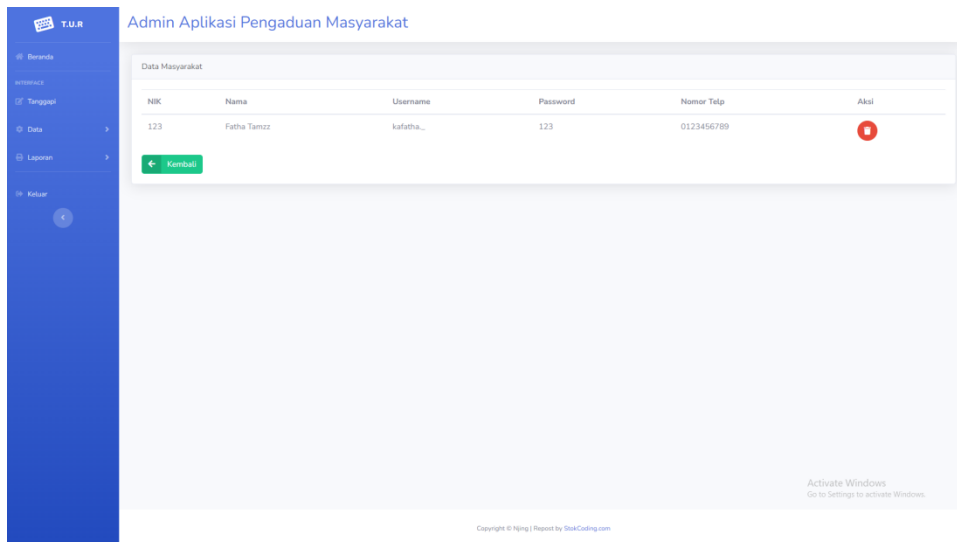 T.U.R
Admin Aplikasi Pengaduan Masyarakat
Beranda
INTERFACE
Tanggapi
Data
Laporan
Keluar
Data Masyarakat
NIK Nama Username Password Nomor Telp Aksi
123 Fatha Tamzz kafatha_ 123 0123456789
Kembali
Activate Windows
Go to Settings to activate Windows.
Copyright © Njing | Repost by StokCoding.com